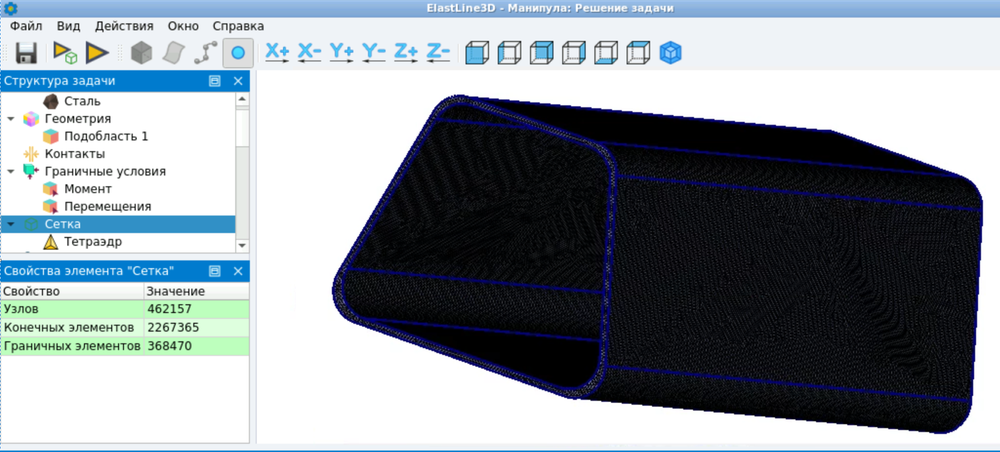 ElastLine3D - Манипула: Решение задачи
Файл Вид Действия Окно Справка
X+ X- Y+ Y- Z+ Z-
Структура задачи
Сталь
Геометрия
Подобласть 1
Контакты
Граничные условия
Момент
Перемещения
Сетка
Тетраэдр
Свойства элемента "Сетка"
Свойство Значение
Узлов 462157
Конечных элементов 2267365
Граничных элементов 368470